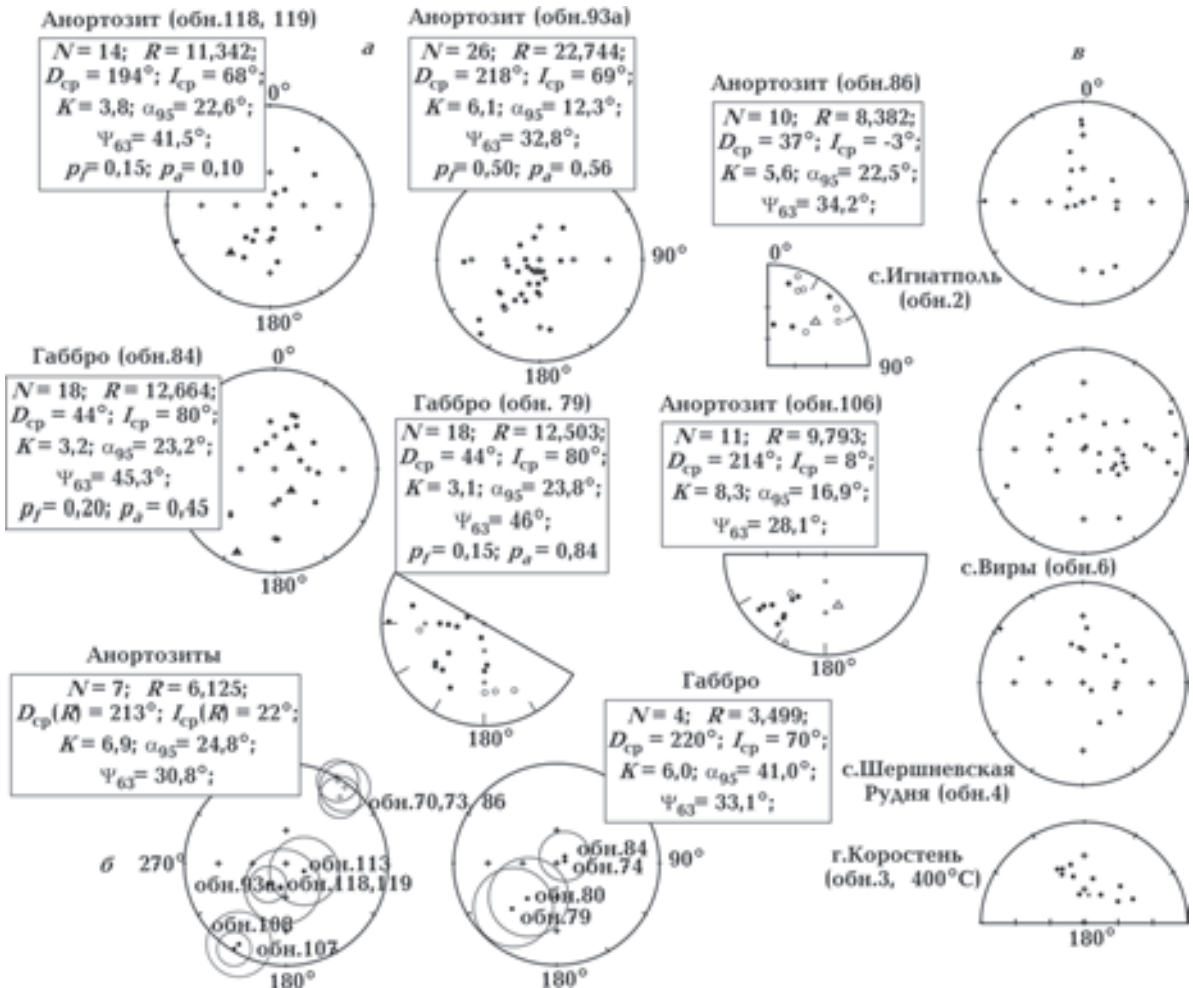 Анортозит (обн.118, 119)
N = 14; R = 11,342;
Dср = 194°; Iср = 68°;
K = 3,8; α95 = 22,6°;
Ψ63 = 41,5°;
pf = 0,15; pa = 0,10
0°
180°
а
Анортозит (обн.93а)
N = 26; R = 22,744;
Dср = 218°; Iср = 69°;
K = 6,1; α95 = 12,3°;
Ψ63 = 32,8°;
pf = 0,50; pa = 0,56
90°
180°
Анортозит (обн.86)
N = 10; R = 8,382;
Dср = 37°; Iср = -3°;
K = 5,6; α95 = 22,5°;
Ψ63 = 34,2°;
0°
90°
в
0°
с.Игнатполь
(обн.2)
Габбро (обн.84)
N = 18; R = 12,664;
Dср = 44°; Iср = 80°;
K = 3,2; α95 = 23,2°;
Ψ63 = 45,3°;
pf = 0,20; pa = 0,45
0°
180°
Габбро (обн. 79)
N = 18; R = 12,503;
Dср = 44°; Iср = 80°;
K = 3,1; α95 = 23,8°;
Ψ63 = 46°;
pf = 0,15; pa = 0,84
180°
Анортозит (обн.106)
N = 11; R = 9,793;
Dср = 214°; Iср = 8°;
K = 8,3; α95 = 16,9°;
Ψ63 = 28,1°;
180°
с.Виры (обн.6)
Анортозиты
N = 7; R = 6,125;
Dср(R) = 213°; Iср(R) = 22°;
K = 6,9; α95 = 24,8°;
Ψ63 = 30,8°;
обн.70,73, 86
б
270°
обн.113
обн.93а
обн.118,119
обн.107
180°
Габбро
N = 4; R = 3,499;
Dср = 220°; Iср = 70°;
K = 6,0; α95 = 41,0°;
Ψ63 = 33,1°;
обн.84
обн.74
обн.80
обн.79
90°
180°
с.Шершневская
Рудня (обн.4)
г.Коростень
(обн.3, 400°C)
180°